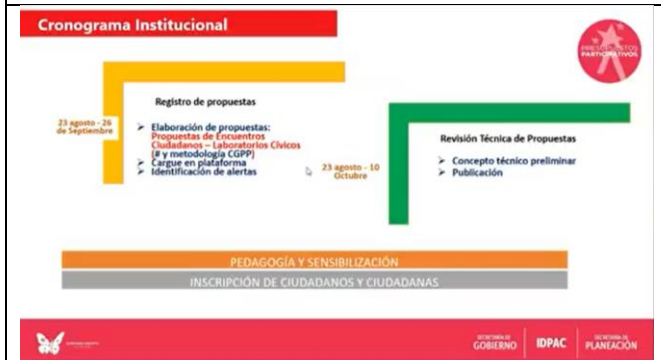 Cronograma Institucional
PRESUPUESTOS
PARTICIPATIVOS
Registro de propuestas
23 agosto - 26
de Septiembre
➢ Elaboración de propuestas:
Propuestas de Encuentros
Ciudadanos – Laboratorios Cívicos
(# y metodología CGPP)
➢ Cargue en plataforma
➢ Identificación de alertas
23 agosto - 10
Octubre
Revisión Técnica de Propuestas
➢ Concepto técnico preliminar
➢ Publicación
PEDAGOGÍA Y SENSIBILIZACIÓN
INSCRIPCIÓN DE CIUDADANOS Y CIUDADANAS
SECRETARÍA DE
GOBIERNO
IDPAC
SECRETARÍA DE
PLANEACIÓN